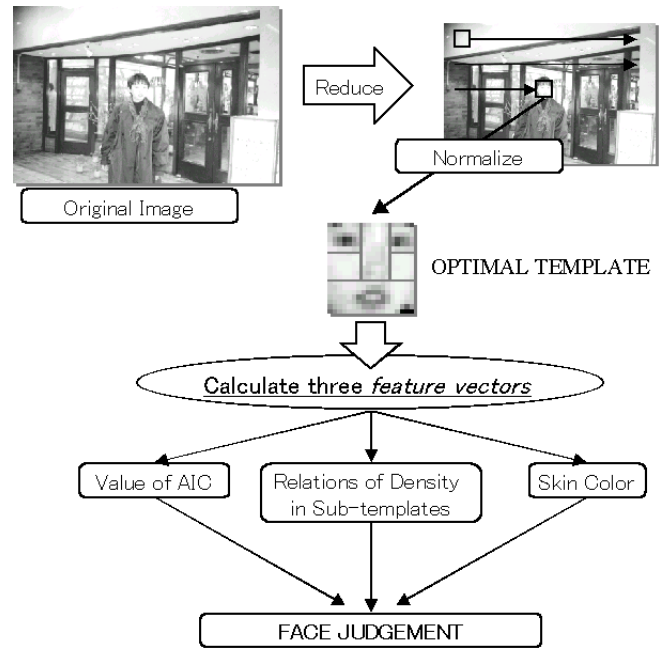 Reduce
Normalize
Original Image
OPTIMAL TEMPLATE
Calculate three feature vectors
Value of AIC
Relations of Density
in Sub-templates
Skin Color
FACE JUDGEMENT